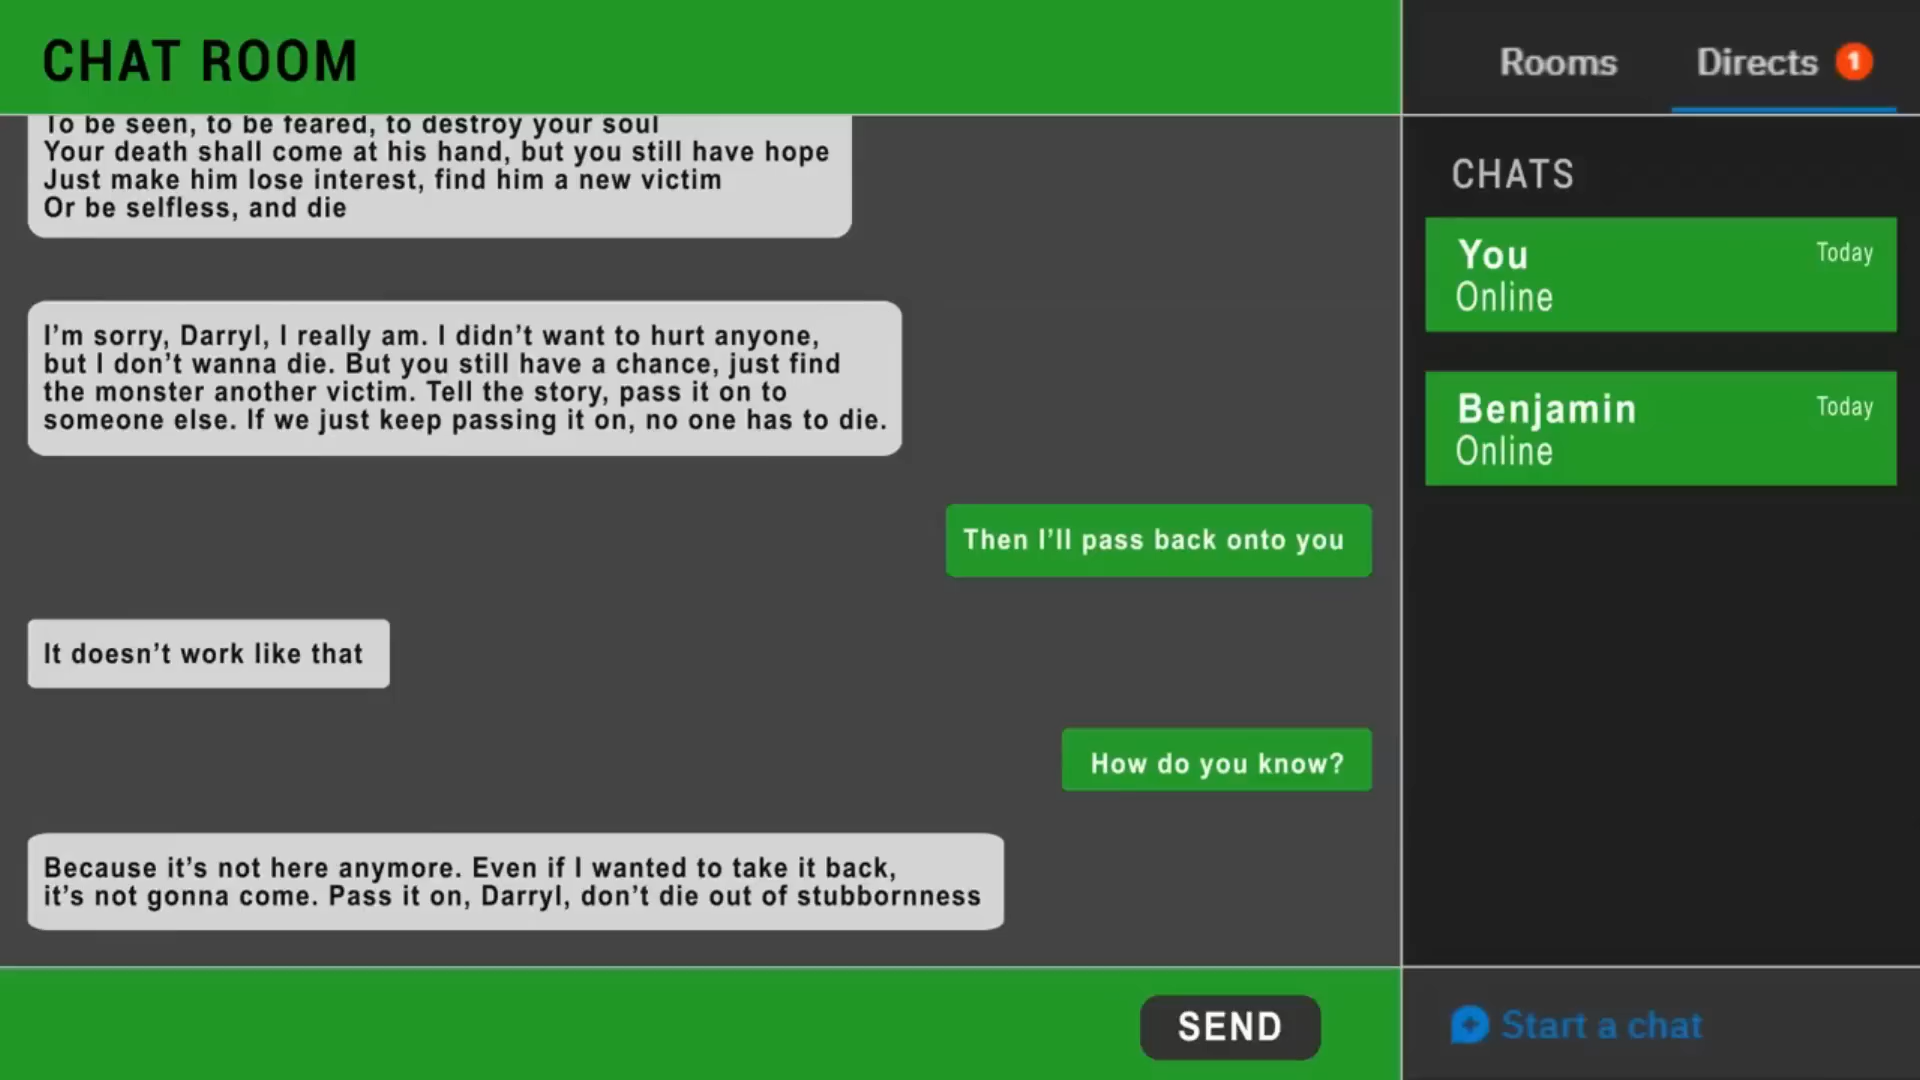 CHAT ROOM
To be seen, to be feared, to destroy your soul
Your death shall come at his hand, but you still have hope
Just make him lose interest, find him a new victim
Or be selfless, and die
I'm sorry, Darryl, I really am. I didn't want to hurt anyone,
but I don't wanna die. But you still have a chance, just find
the monster another victim. Tell the story, pass it on to
someone else. If we just keep passing it on, no one has to die.
Then I'll pass back onto you
It doesn't work like that
How do you know?
Because it's not here anymore. Even if I wanted to take it back,
it's not gonna come. Pass it on, Darryl, don't die out of stubbornness
SEND
Rooms
Directs 1
CHATS
You Today
Online
Benjamin Today
Online
Start a chat